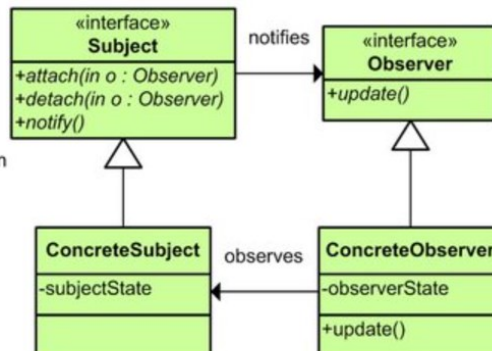 «interface»
Subject
+attach(in o : Observer)
+detach(in o : Observer)
+notify()
notifies
«interface»
Observer
+update()
ConcreteSubject
-subjectState
observes
ConcreteObserver
-observerState
+update()